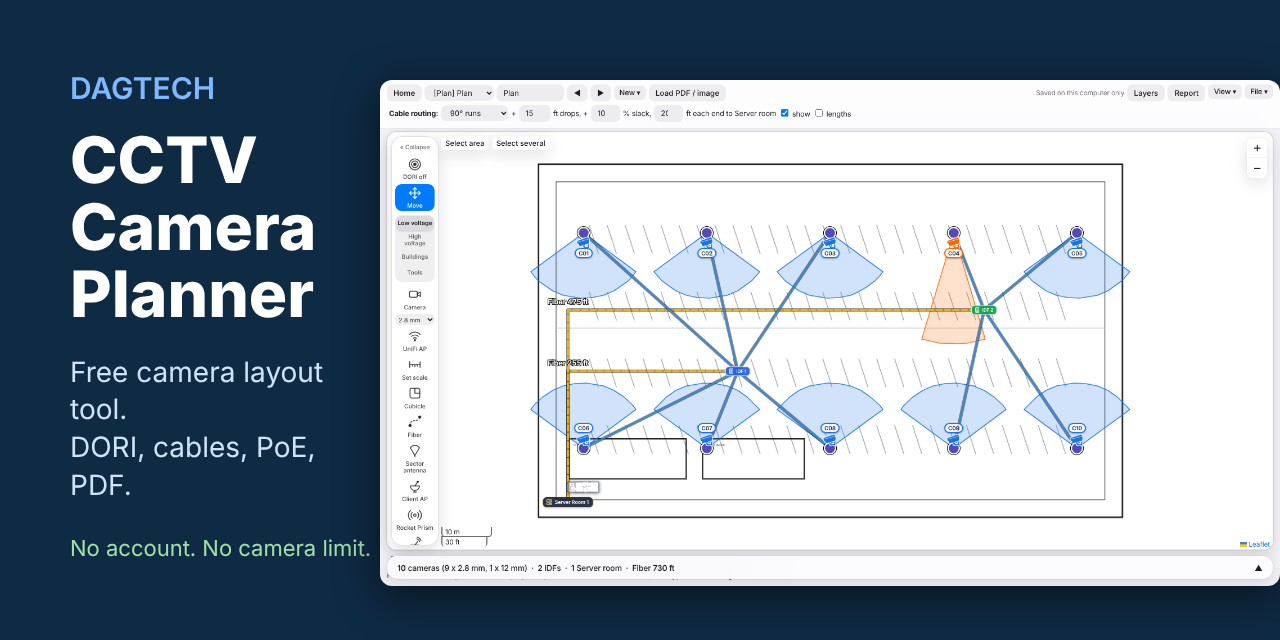 DAGTECH
CCTV
Camera
Planner
Free camera layout
tool.
DORI, cables, PoE,
PDF.
No account. No camera limit.
Home [Plan] Plan Plan ◀ ▶ New ▾ Load PDF / image Saved on this computer only Layers Report View ▾ File ▾
Cable routing: 90° runs + 15 ft drops, + 10 % slack, 20 ft each end to Server room show lengths
« Collapse Select area Select several
DORI off
Move
Low voltage
High
voltage
Buildings
Tools
Camera
2.8 mm
UniFi AP
Set scale
Cubicle
Fiber
Sector
antenna
Client AP
Rocket Prism
+
−
C01 C02 C03 C04 C05
Fiber 475 ft
IDF 2
Fiber 255 ft
IDF 1
C06 C07 C08 C09 C10
Server Room 1
10 m
30 ft
Leaflet
10 cameras (9 x 2.8 mm, 1 x 12 mm) · 2 IDFs · 1 Server room · Fiber 730 ft ▲